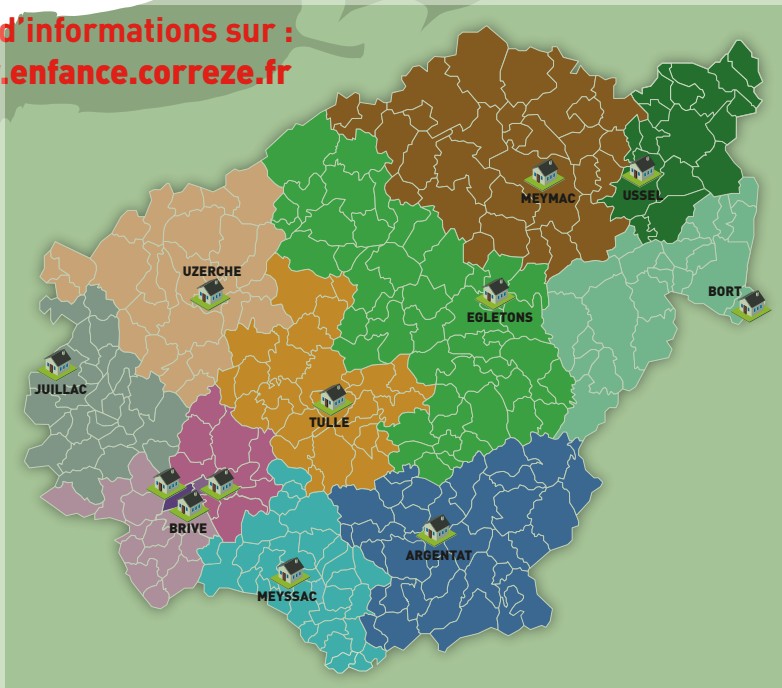 d'informations sur :
.enfance.correze.fr
MEYMAC
USSEL
UZERCHE
BORT
EGLETONS
JUILLAC
TULLE
BRIVE
ARGENTAT
MEYSSAC